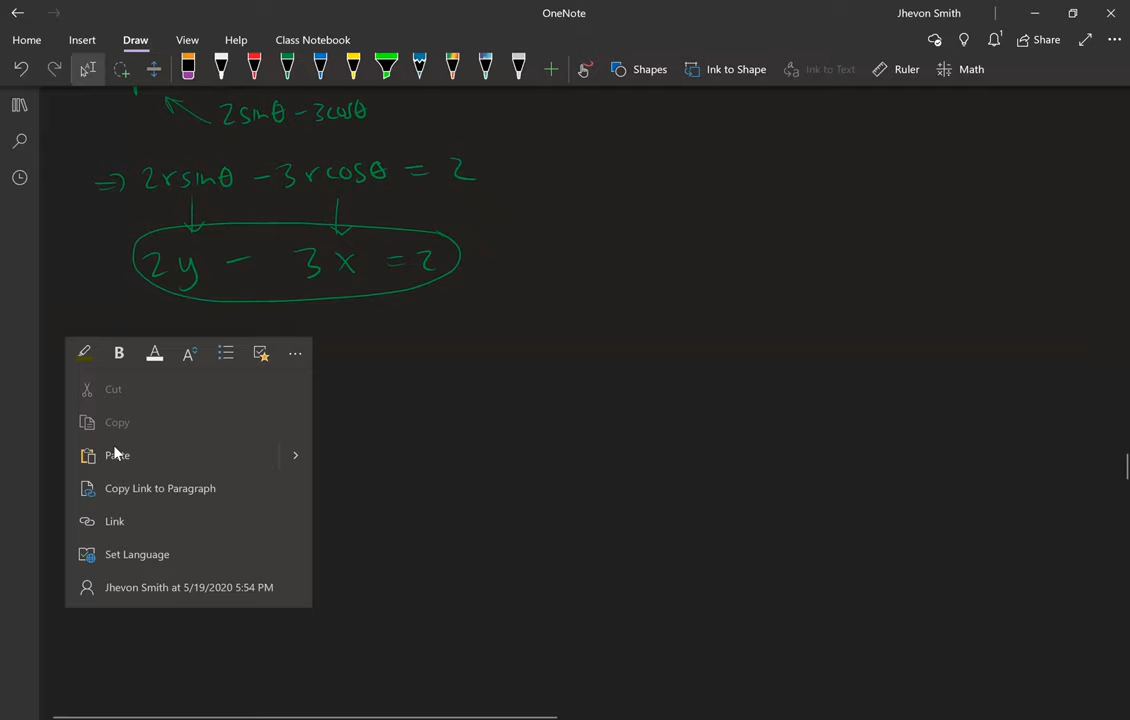 OneNote
Jhevon Smith
Home Insert Draw View Help Class Notebook
Share
Shapes Ink to Shape Ink to Text Ruler Math
2sinθ - 3cosθ
⇒ 2rsinθ - 3rcosθ = 2
2y - 3x = 2
B A A
Cut
Copy
Paste
Copy Link to Paragraph
Link
Set Language
Jhevon Smith at 5/19/2020 5:54 PM